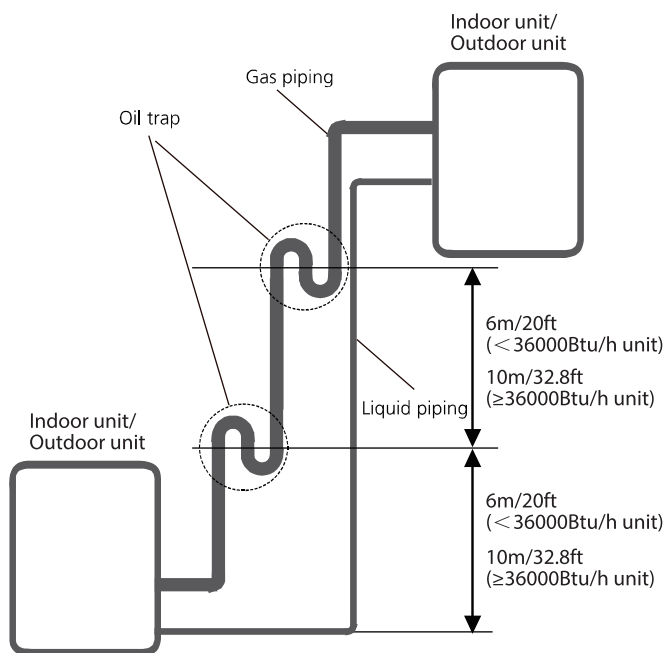 Indoor unit/
Outdoor unit
Gas piping
Oil trap
6m/20ft
(＜36000Btu/h unit)
10m/32.8ft
(≥36000Btu/h unit)
Liquid piping
Indoor unit/
Outdoor unit
6m/20ft
(＜36000Btu/h unit)
10m/32.8ft
(≥36000Btu/h unit)